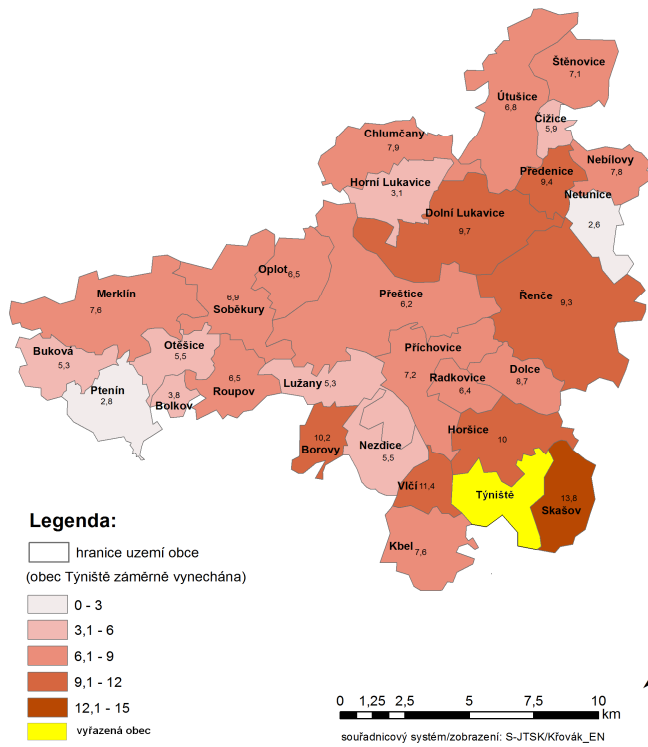 Štěnovice
7,1
Útušice
6,8
Čižice
5,9
Chlumčany
7,9
Nebílovy
7,8
Předenice
9,4
Horní Lukavice
3,1
Netunice
2,6
Dolní Lukavice
9,7
Oplot
6,5
Merklín
7,6
6,9
Soběkury
Přeštice
6,2
Řenče
9,3
Příchovice
7,2
Buková
5,3
Otěšice
5,5
Radkovice
6,4
Dolce
8,7
Ptenín
2,8
3,8
Bolkov
6,5
Roupov
Lužany 5,3
Horšice
10
10,2
Borovy
Nezdice
5,5
Vlčí 11,4
Týniště
13,8
Skašov
Kbel 7,6
Legenda:
hranice uzemí obce
(obec Týniště záměrně vynechána)
0 - 3
3,1 - 6
6,1 - 9
9,1 - 12
12,1 - 15
vyřazená obec
0 1,25 2,5 5 7,5 10
km
souřadnicový systém/zobrazení: S-JTSK/Křovák_EN